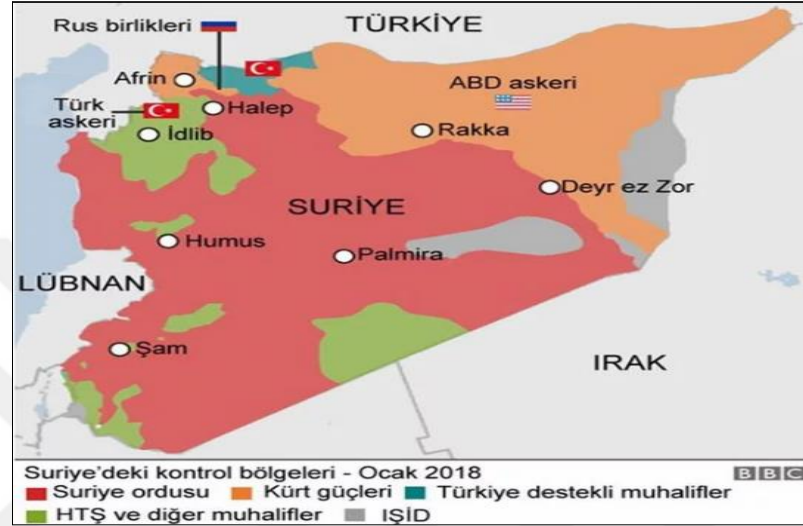 Rus birlikleri
TÜRKİYE
Afrin
ABD askeri
Türk
askeri
Halep
İdlib
Rakka
Deyr ez Zor
SURİYE
Humus
Palmira
LÜBNAN
Şam
IRAK
Suriye'deki kontrol bölgeleri - Ocak 2018
BBC
Suriye ordusu Kürt güçleri Türkiye destekli muhalifler
HTŞ ve diğer muhalifler IŞİD